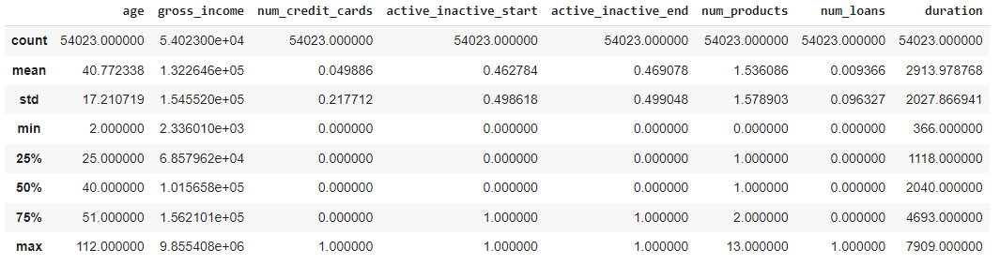 age gross_income num_credit_cards active_inactive_start active_inactive_end num_products num_loans duration
count 54023.000000 5.402300e+04 54023.000000 54023.000000 54023.000000 54023.000000 54023.000000 54023.000000
mean 40.772338 1.322646e+05 0.049886 0.462784 0.469078 1.536086 0.009366 2913.978768
std 17.210719 1.545520e+05 0.217712 0.498618 0.499048 1.578903 0.096327 2027.866941
min 2.000000 2.336010e+03 0.000000 0.000000 0.000000 0.000000 0.000000 366.000000
25% 25.000000 6.857962e+04 0.000000 0.000000 0.000000 1.000000 0.000000 1118.000000
50% 40.000000 1.015658e+05 0.000000 0.000000 0.000000 1.000000 0.000000 2040.000000
75% 51.000000 1.562101e+05 0.000000 1.000000 1.000000 2.000000 0.000000 4693.000000
max 112.000000 9.855408e+06 1.000000 1.000000 1.000000 13.000000 1.000000 7909.000000